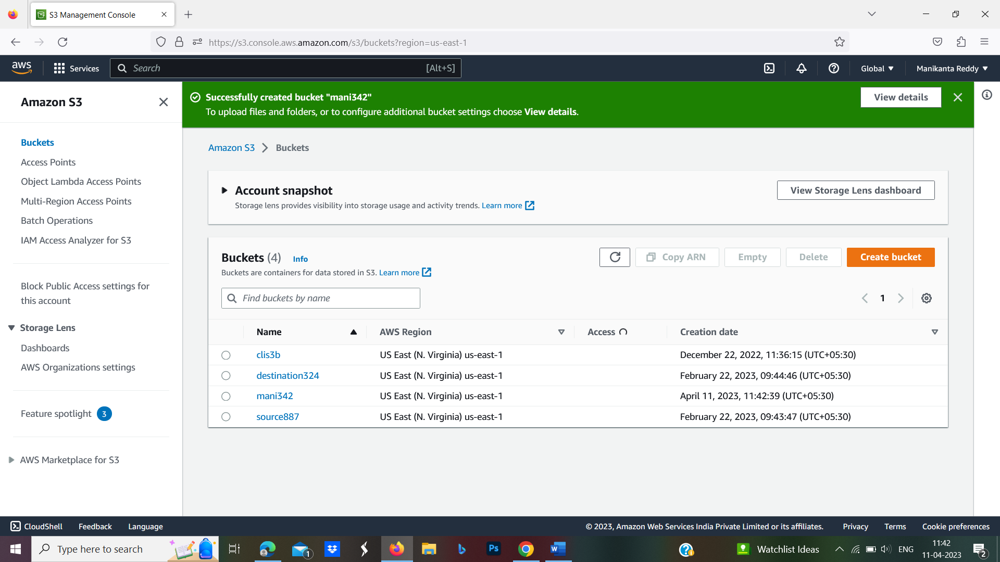 S3 Management Console
https://s3.console.aws.amazon.com/s3/buckets?region=us-east-1
aws
Services
Search
[Alt+S]
Global
Manikanta Reddy
Amazon S3
Buckets
Access Points
Object Lambda Access Points
Multi-Region Access Points
Batch Operations
IAM Access Analyzer for S3
Block Public Access settings for
this account
Storage Lens
Dashboards
AWS Organizations settings
Feature spotlight 3
AWS Marketplace for S3
Successfully created bucket "mani342"
To upload files and folders, or to configure additional bucket settings choose View details.
View details
Amazon S3 Buckets
Account snapshot
Storage lens provides visibility into storage usage and activity trends. Learn more
View Storage Lens dashboard
Buckets (4) Info
Buckets are containers for data stored in S3. Learn more
Copy ARN
Empty
Delete
Create bucket
Find buckets by name
1
Name AWS Region Access Creation date
clis3b US East (N. Virginia) us-east-1 December 22, 2022, 11:36:15 (UTC+05:30)
destination324 US East (N. Virginia) us-east-1 February 22, 2023, 09:44:46 (UTC+05:30)
mani342 US East (N. Virginia) us-east-1 April 11, 2023, 11:42:39 (UTC+05:30)
source887 US East (N. Virginia) us-east-1 February 22, 2023, 09:43:47 (UTC+05:30)
CloudShell Feedback Language
© 2023, Amazon Web Services India Private Limited or its affiliates. Privacy Terms Cookie preferences
Type here to search
1
Ps
W
Watchlist Ideas
ENG
11:42
11-04-2023
2